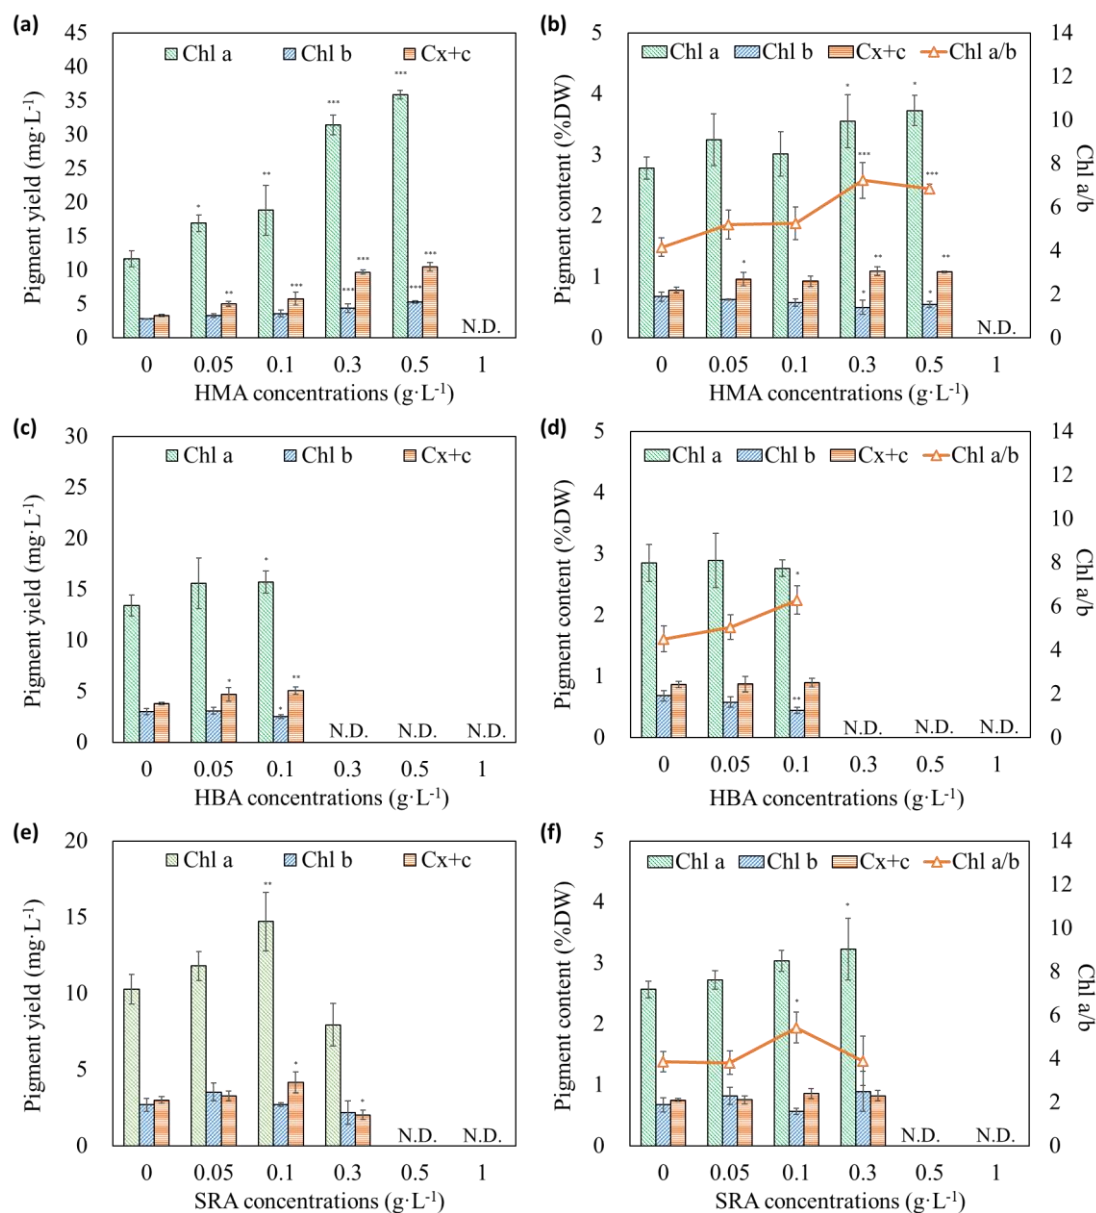 (a)
Chl a Chl b Cx+c
Pigment yield (mg·L-1)
45
40
35
30
25
20
15
10
5
0
* ** *** ***
** *** *** ***
*** ***
N.D.
0 0.05 0.1 0.3 0.5 1
HMA concentrations (g·L-1)
(b)
Chl a Chl b Cx+c Chl a/b
Pigment content (%DW)
5
4
3
2
1
0
* *
*** ***
* ** **
* *
N.D.
14
12
10
8
6
4
2
0
Chl a/b
0 0.05 0.1 0.3 0.5 1
HMA concentrations (g·L-1)
(c)
Chl a Chl b Cx+c
Pigment yield (mg·L-1)
30
25
20
15
10
5
0
*
* **
*
N.D. N.D. N.D.
0 0.05 0.1 0.3 0.5 1
HBA concentrations (g·L-1)
(d)
Chl a Chl b Cx+c Chl a/b
Pigment content (%DW)
5
4
3
2
1
0
*
**
N.D. N.D. N.D.
14
12
10
8
6
4
2
0
Chl a/b
0 0.05 0.1 0.3 0.5 1
HBA concentrations (g·L-1)
(e)
Chl a Chl b Cx+c
Pigment yield (mg·L-1)
20
15
10
5
0
**
* *
N.D. N.D.
0 0.05 0.1 0.3 0.5 1
SRA concentrations (g·L-1)
(f)
Chl a Chl b Cx+c Chl a/b
Pigment content (%DW)
5
4
3
2
1
0
*
*
N.D. N.D.
14
12
10
8
6
4
2
0
Chl a/b
0 0.05 0.1 0.3 0.5 1
SRA concentrations (g·L-1)